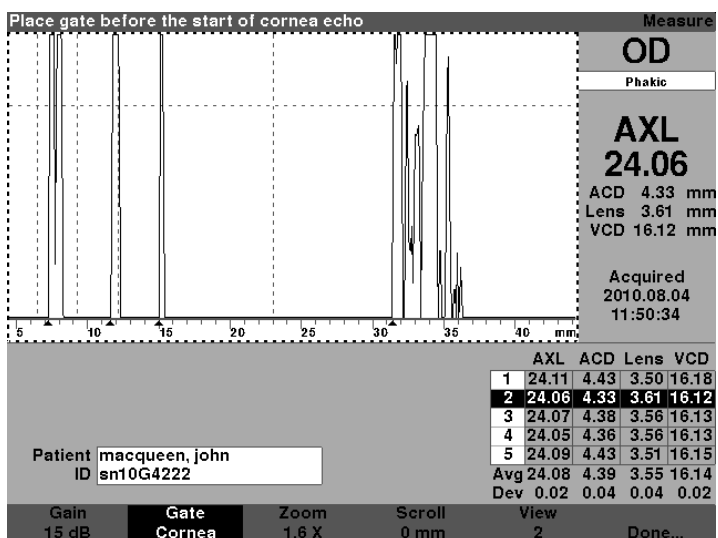 Place gate before the start of cornea echo Measure
OD
Phakic
AXL
24.06
ACD 4.33 mm
Lens 3.61 mm
VCD 16.12 mm
Acquired
2010.08.04
11:50:34
5 10 15 20 25 30 35 40 mm
AXL ACD Lens VCD
1 24.11 4.43 3.50 16.18
2 24.06 4.33 3.61 16.12
3 24.07 4.38 3.56 16.13
4 24.05 4.36 3.56 16.13
5 24.09 4.43 3.51 16.15
Avg 24.08 4.39 3.55 16.14
Dev 0.02 0.04 0.04 0.02
Patient macqueen, john
ID sn10G4222
Gain Gate Zoom Scroll View
15 dB Cornea 1.6 X 0 mm 2 Done...